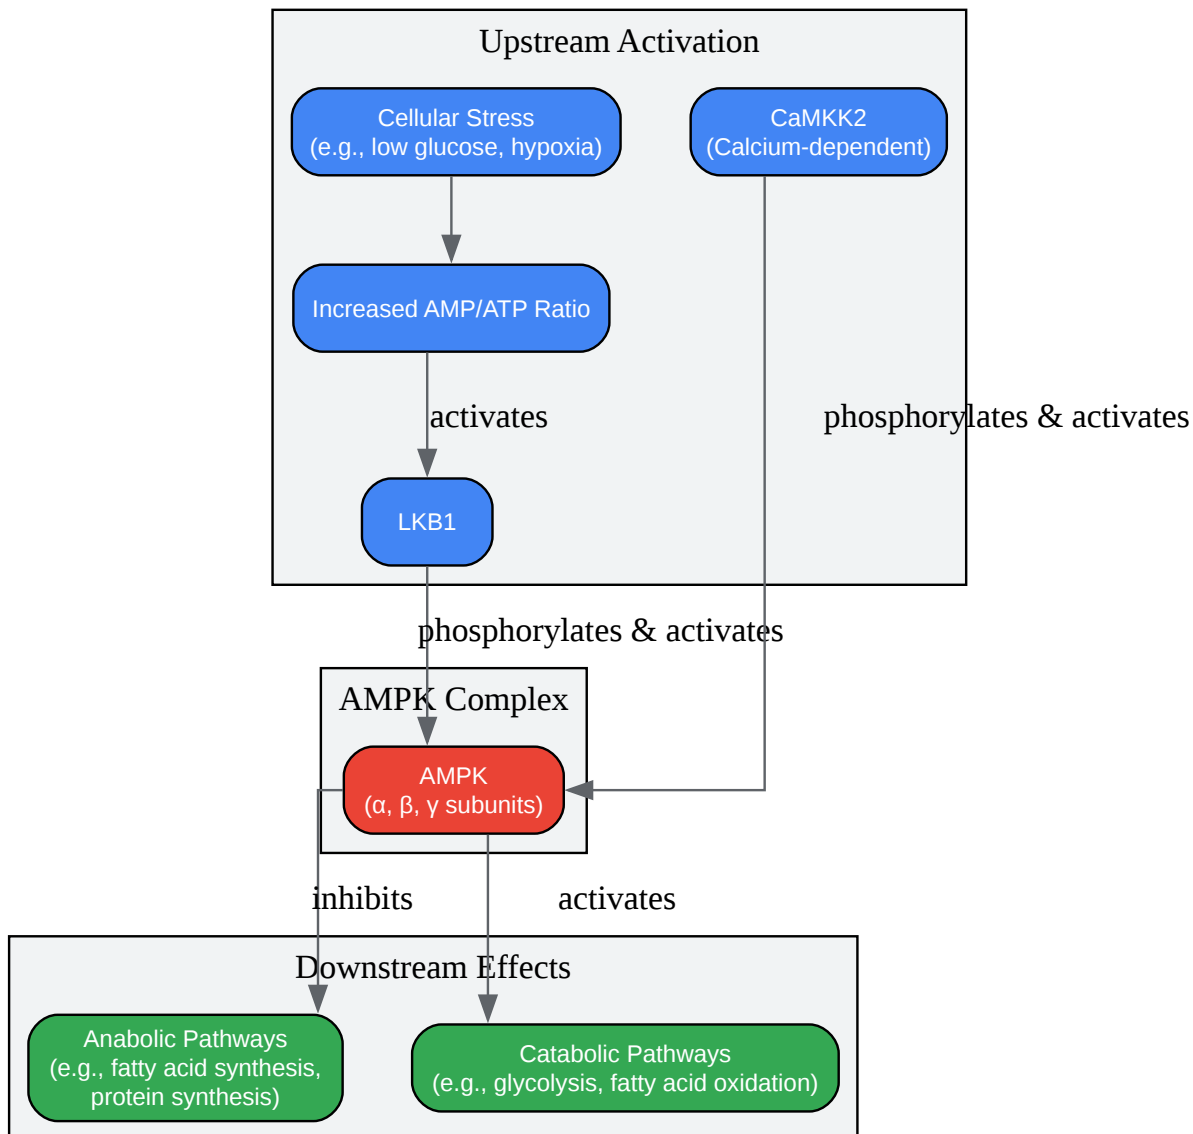 Upstream Activation
Cellular Stress
(e.g., low glucose, hypoxia)
CaMKK2
(Calcium-dependent)
Increased AMP/ATP Ratio
activates
phosphorylates & activates
LKB1
phosphorylates & activates
AMPK Complex
AMPK
(α, β, γ subunits)
inhibits
activates
Downstream Effects
Anabolic Pathways
(e.g., fatty acid synthesis,
protein synthesis)
Catabolic Pathways
(e.g., glycolysis, fatty acid oxidation)